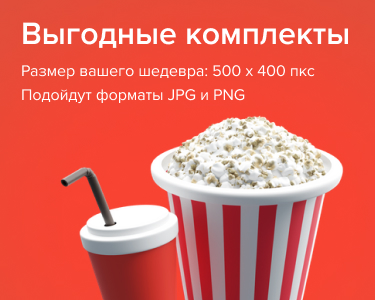 Выгодные комплекты
Размер вашего шедевра: 500 x 400 пкс
Подойдут форматы JPG и PNG